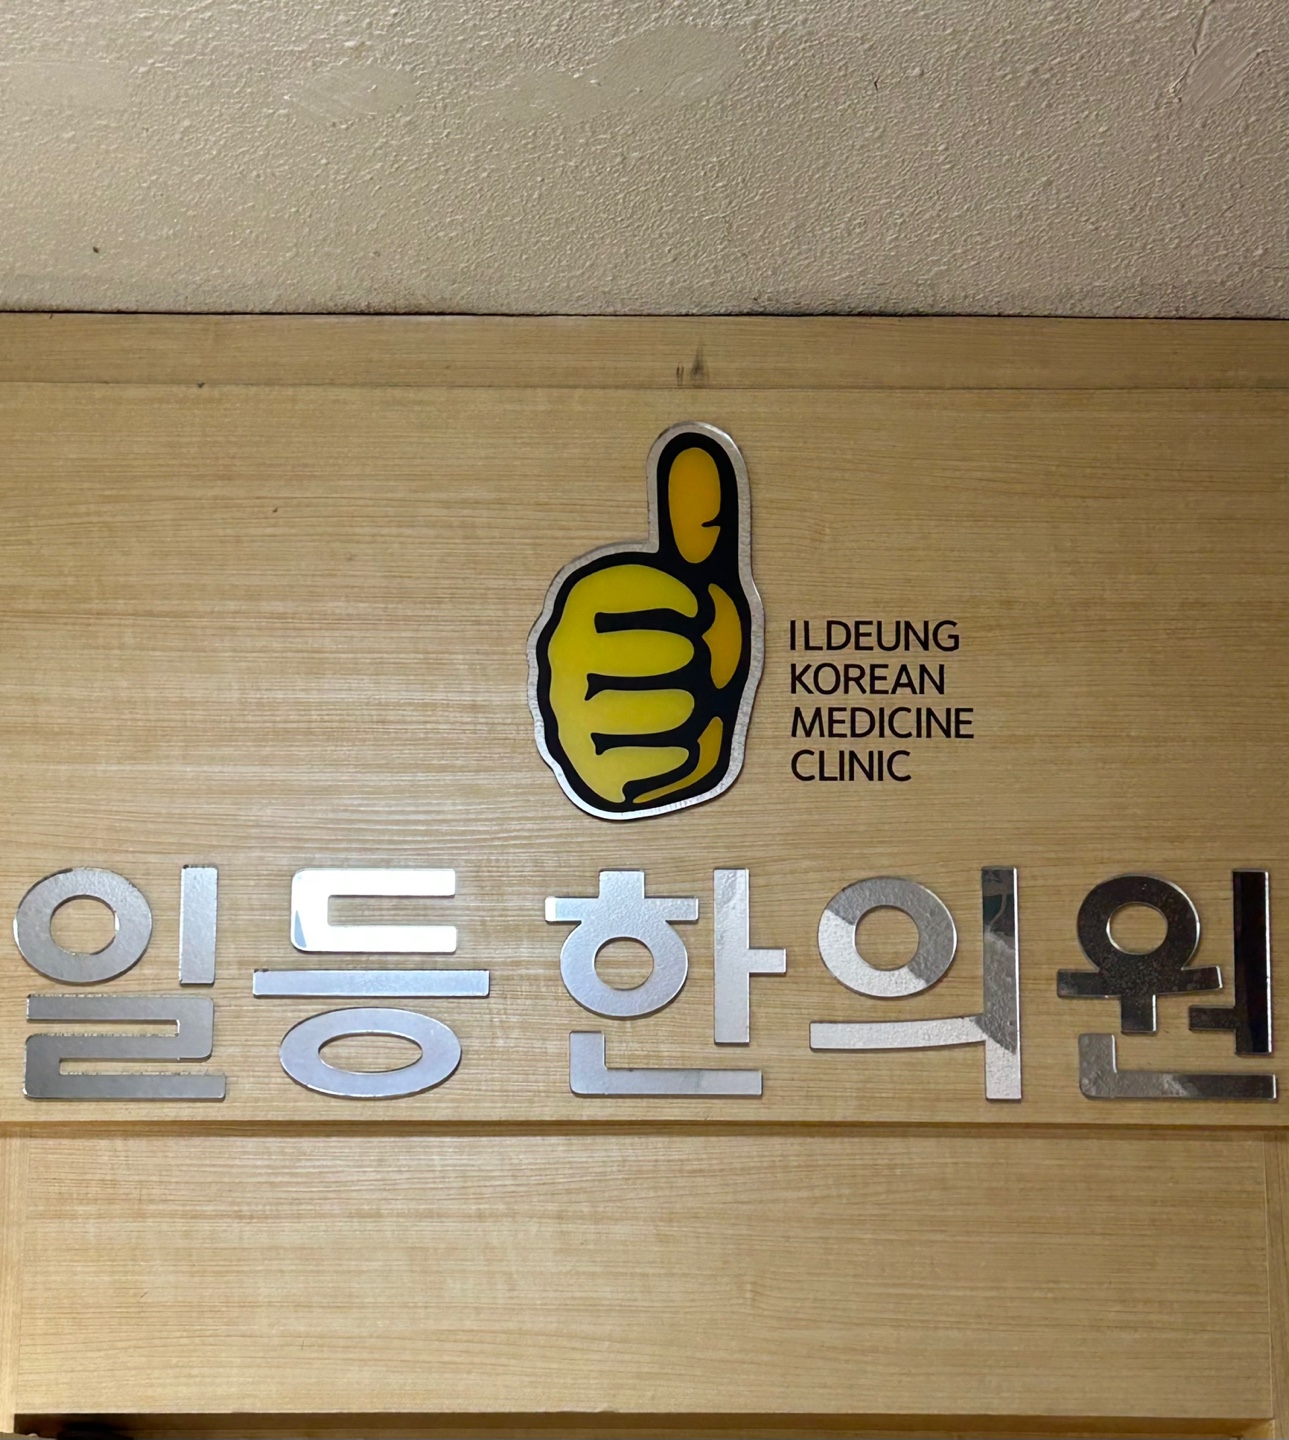 ILDEUNG
KOREAN
MEDICINE
CLINIC
일등한의원